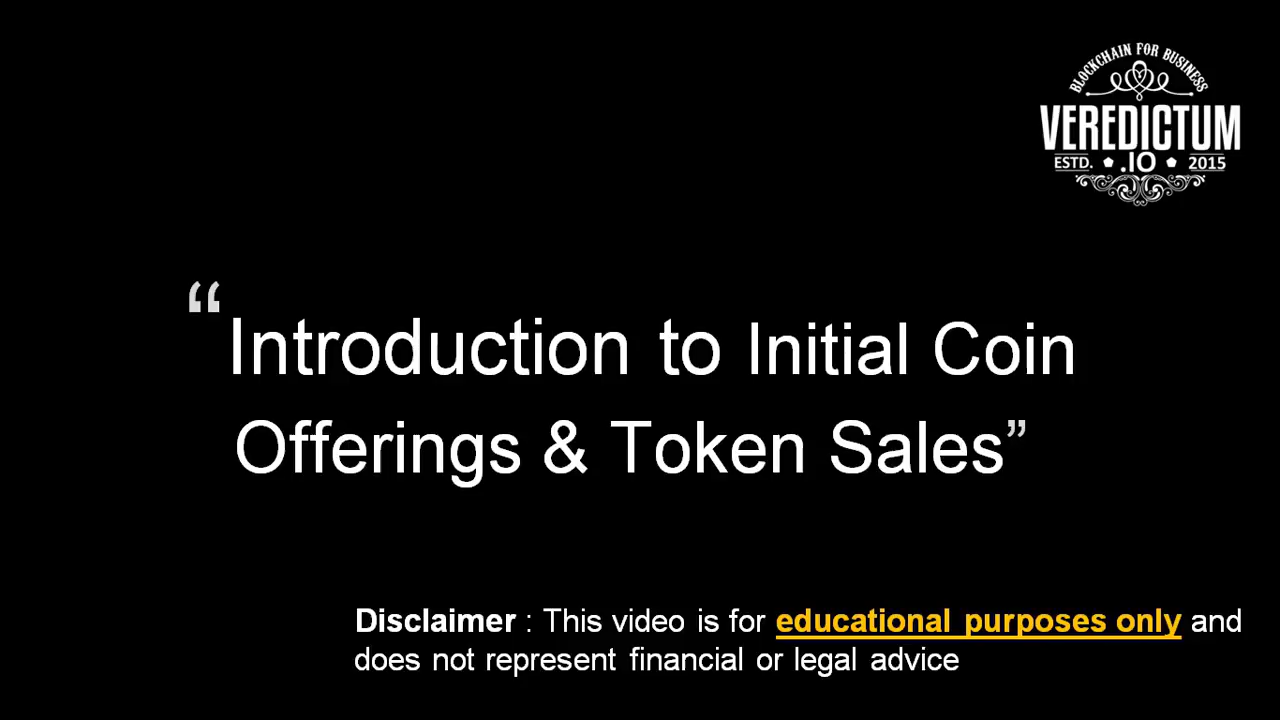 BLOCKCHAIN FOR BUSINESS
VEREDICTUM
ESTD. .IO 2015
“Introduction to Initial Coin
Offerings & Token Sales”
Disclaimer : This video is for educational purposes only and
does not represent financial or legal advice